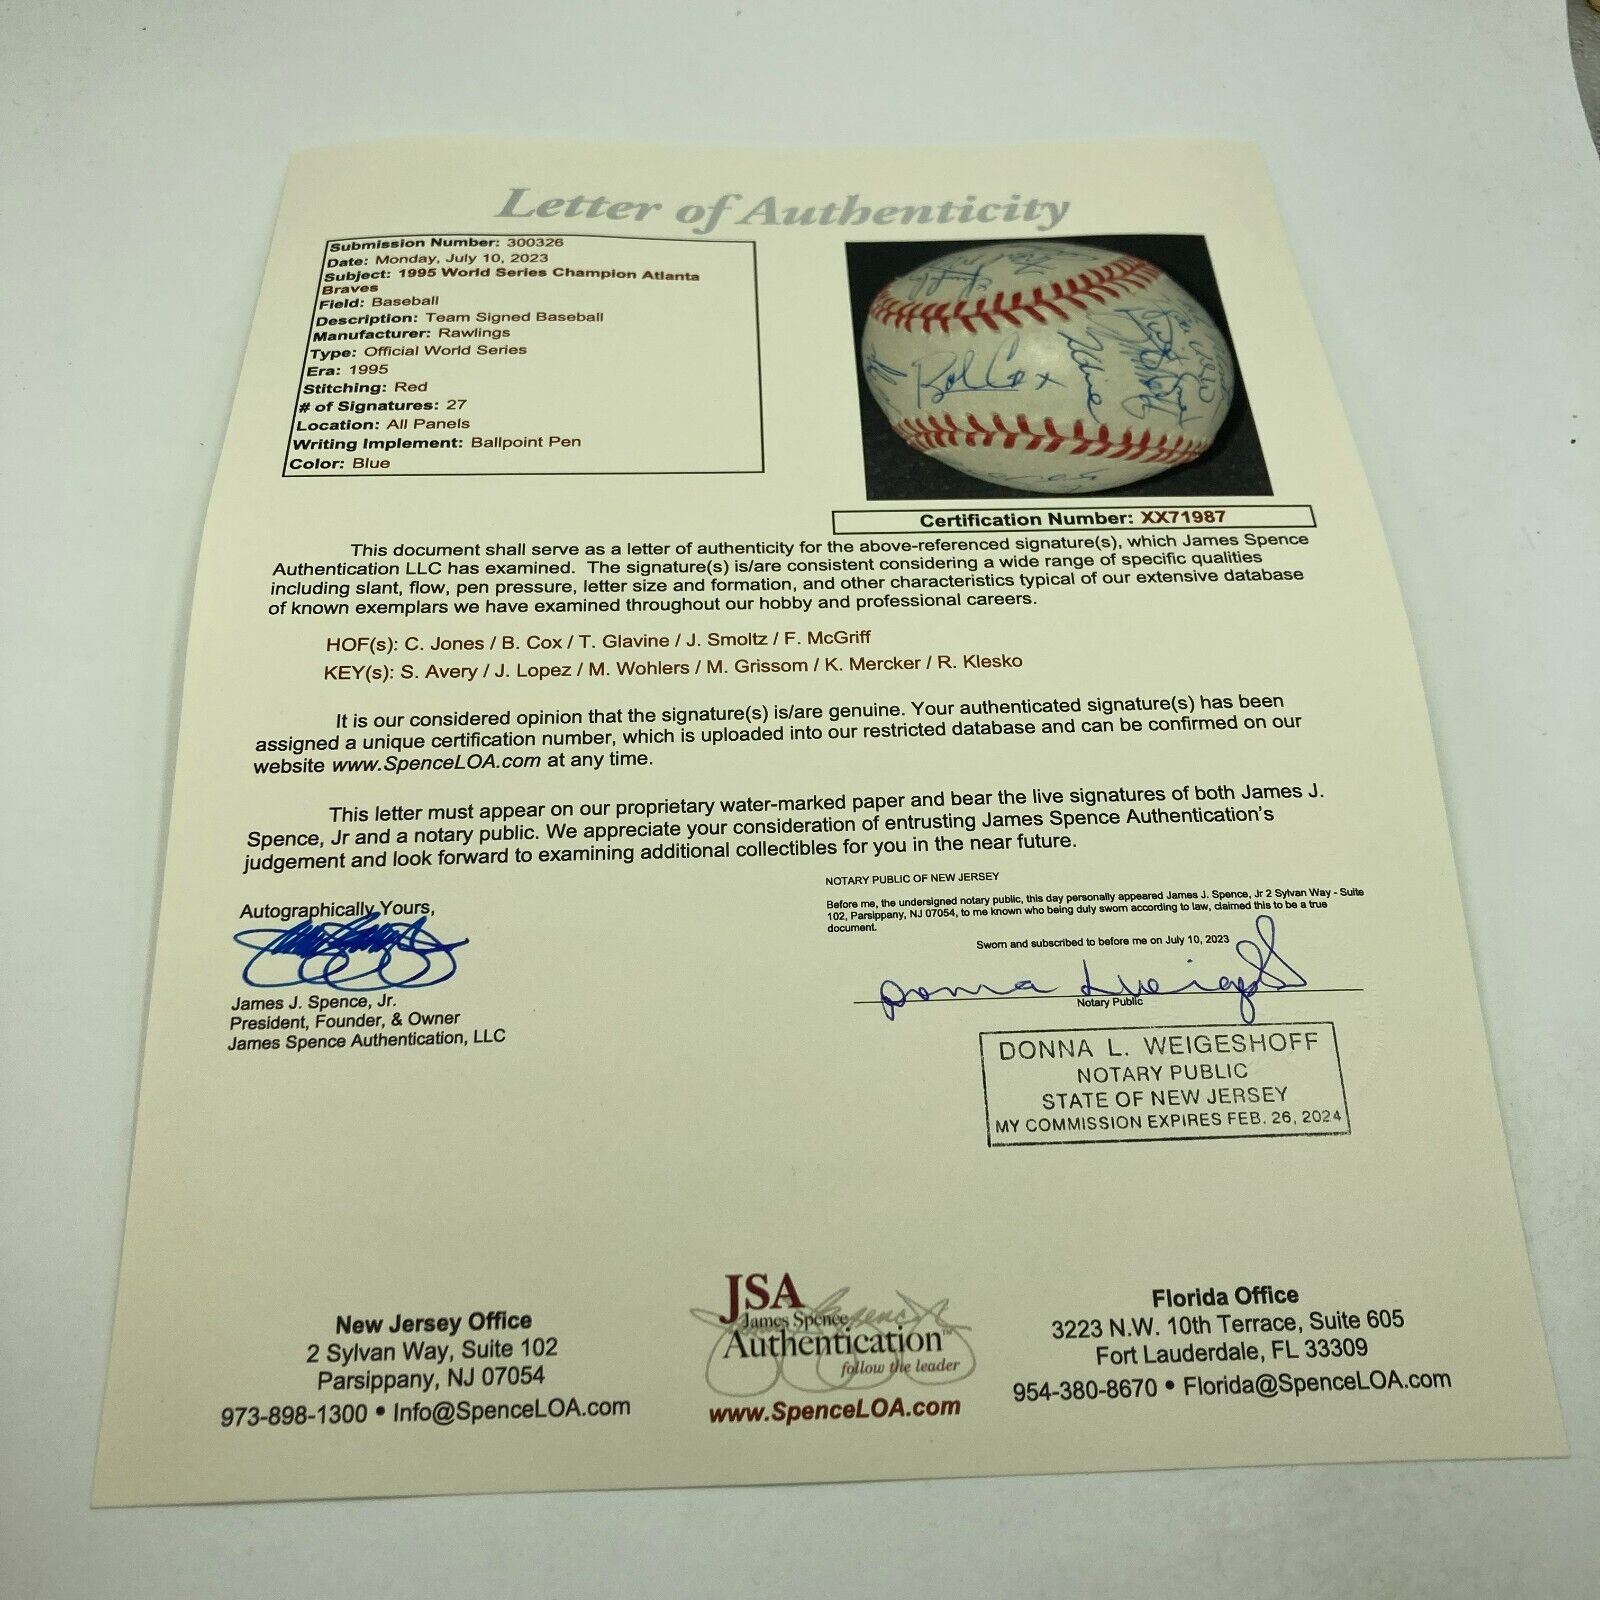 Letter of Authenticity
Submission Number: 300326
Date: Monday, July 10, 2023
Subject: 1995 World Series Champion Atlanta
Braves
Field: Baseball
Description: Team Signed Baseball
Manufacturer: Rawlings
Type: Official World Series
Era: 1995
Stitching: Red
# of Signatures: 27
Location: All Panels
Writing Implement: Ballpoint Pen
Color: Blue
Bob Cox
Certification Number: XX71987
This document shall serve as a letter of authenticity for the above-referenced signature(s), which James Spence
Authentication LLC has examined. The signature(s) is/are consistent considering a wide range of specific qualities
including slant, flow, pen pressure, letter size and formation, and other characteristics typical of our extensive database
of known exemplars we have examined throughout our hobby and professional careers.
HOF(s): C. Jones / B. Cox / T. Glavine / J. Smoltz / F. McGriff
KEY(s): S. Avery / J. Lopez / M. Wohlers / M. Grissom / K. Mercker / R. Klesko
It is our considered opinion that the signature(s) is/are genuine. Your authenticated signature(s) has been
assigned a unique certification number, which is uploaded into our restricted database and can be confirmed on our
website www.SpenceLOA.com at any time.
This letter must appear on our proprietary water-marked paper and bear the live signatures of both James J.
Spence, Jr and a notary public. We appreciate your consideration of entrusting James Spence Authentication's
judgement and look forward to examining additional collectibles for you in the near future.
NOTARY PUBLIC OF NEW JERSEY
Before me, the undersigned notary public, this day personally appeared James J. Spence, Jr 2 Sylvan Way - Suite
102, Parsippany, NJ 07054, to me known who being duly sworn according to law, claimed this to be a true
document.
Sworn and subscribed to before me on July 10, 2023
Notary Public
Autographically Yours,
James J. Spence, Jr.
President, Founder, & Owner
James Spence Authentication, LLC
DONNA L. WEIGESHOFF
NOTARY PUBLIC
STATE OF NEW JERSEY
MY COMMISSION EXPIRES FEB. 26, 2024
New Jersey Office
2 Sylvan Way, Suite 102
Parsippany, NJ 07054
973-898-1300 • Info@SpenceLOA.com
JSA
James Spence
Authentication™
follow the leader
www.SpenceLOA.com
Florida Office
3223 N.W. 10th Terrace, Suite 605
Fort Lauderdale, FL 33309
954-380-8670 • Florida@SpenceLOA.com